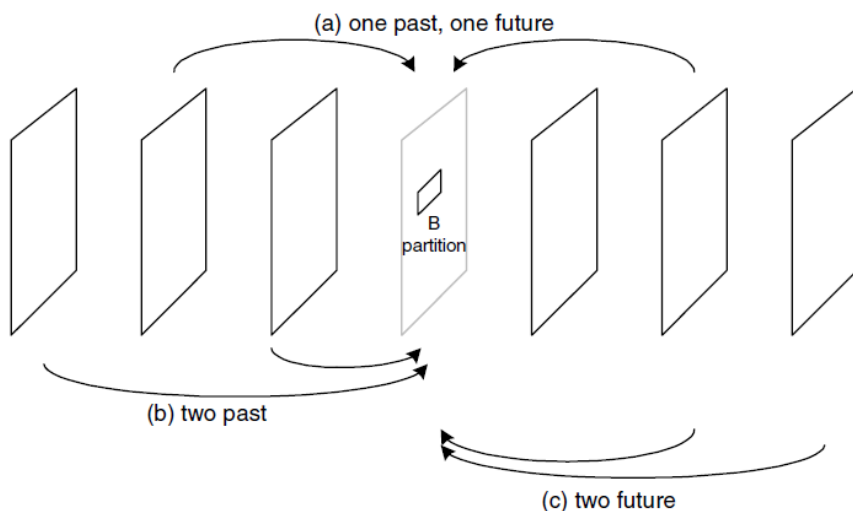 (a) one past, one future
B
partition
(b) two past
(c) two future